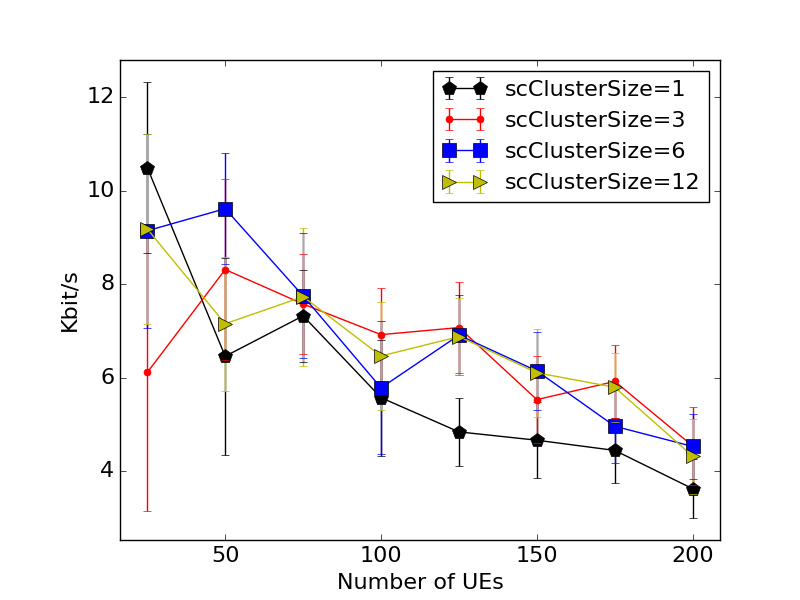 12
10
8
6
4
Kbit/s
50
100
150
200
Number of UEs
scClusterSize=1
scClusterSize=3
scClusterSize=6
scClusterSize=12